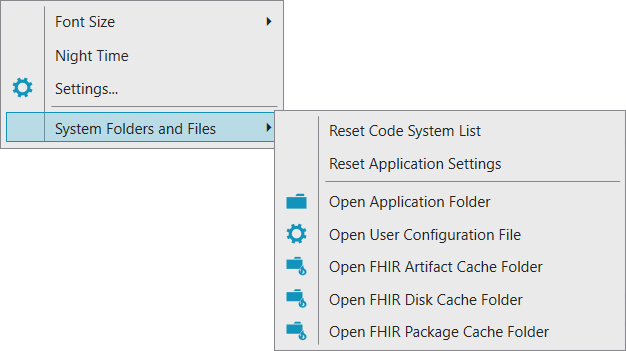 Font Size
Night Time
Settings...
System Folders and Files
Reset Code System List
Reset Application Settings
Open Application Folder
Open User Configuration File
Open FHIR Artifact Cache Folder
Open FHIR Disk Cache Folder
Open FHIR Package Cache Folder